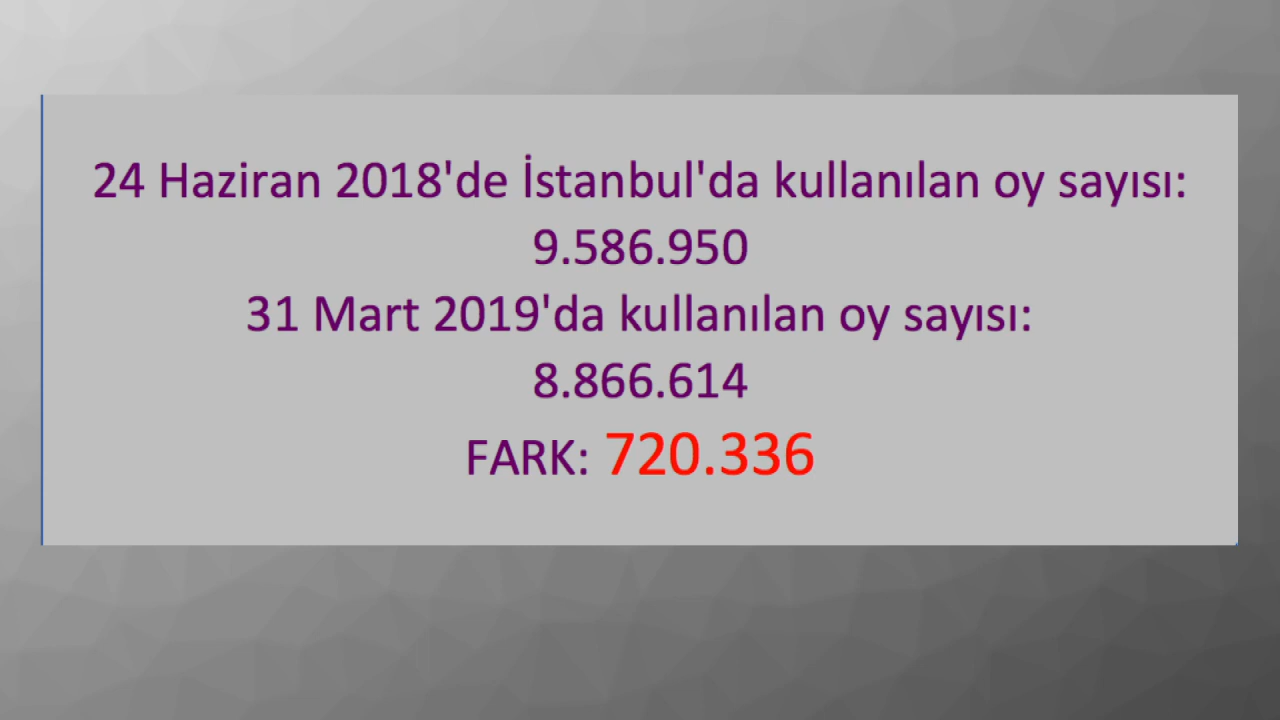 24 Haziran 2018'de İstanbul'da kullanılan oy sayısı:
9.586.950
31 Mart 2019'da kullanılan oy sayısı:
8.866.614
FARK: 720.336